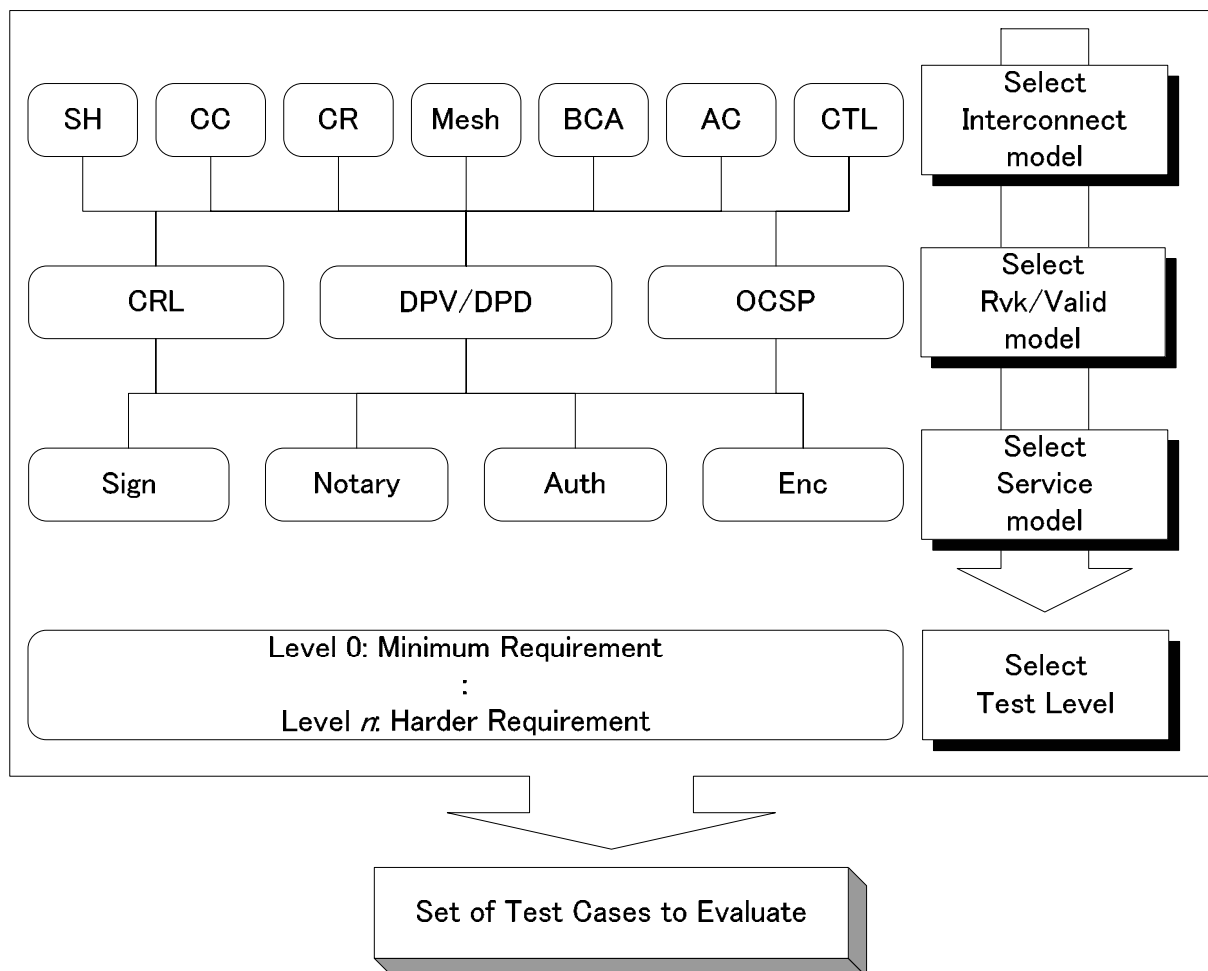 SH CC CR Mesh BCA AC CTL
Select
Interconnect
model
CRL DPV/DPD OCSP
Select
Rvk/Valid
model
Sign Notary Auth Enc
Select
Service
model
Level 0: Minimum Requirement
:
Level n: Harder Requirement
Select
Test Level
Set of Test Cases to Evaluate